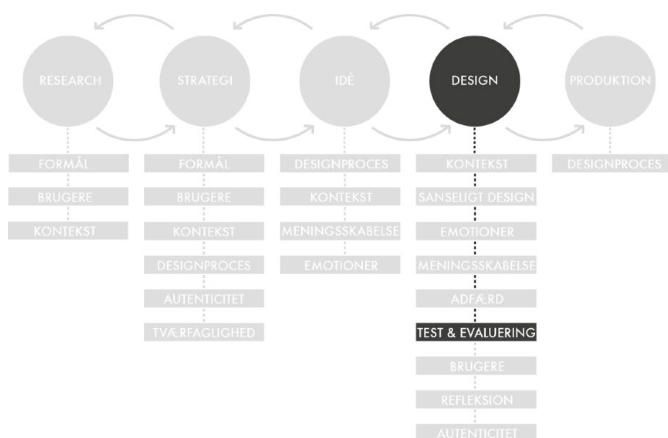 RESEARCH
STRATEGI
IDÈ
DESIGN
PRODUKTION
FORMÅL
BRUGERE
KONTEKST
FORMÅL
BRUGERE
KONTEKST
DESIGNPROCES
AUTENTICITET
TVÆRFAGLIGHED
DESIGNPROCES
KONTEKST
MENINGSSKABELSE
EMOTIONER
KONTEKST
SANSELIGT DESIGN
EMOTIONER
MENINGSSKABELSE
ADFÆRD
TEST & EVALUERING
BRUGERE
REFLEKSION
AUTENTICITET
DESIGNPROCES